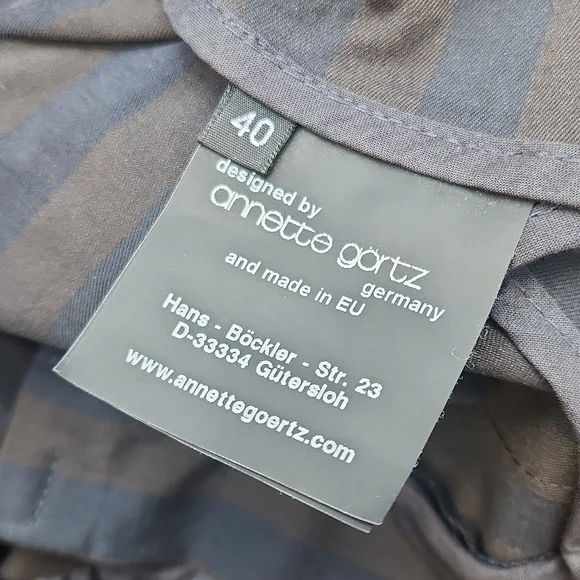 40
designed by
annette görtz
germany
and made in EU
Hans - Böckler - Str. 23
D-33334 Gütersloh
www.annettegoertz.com